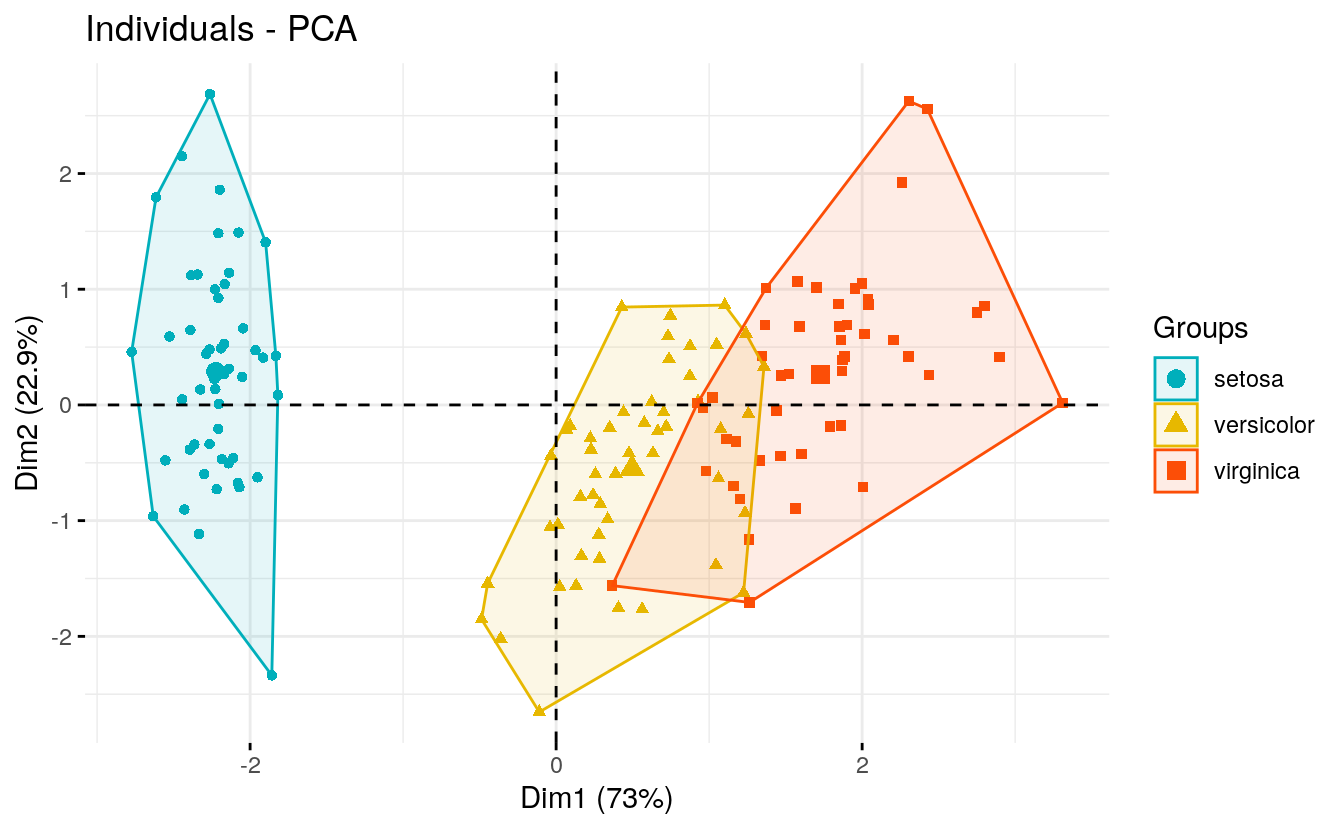 Individuals - PCA
Dim2 (22.9%)
2
1
0
-1
-2
-2
0
2
Dim1 (73%)
Groups
setosa
versicolor
virginica